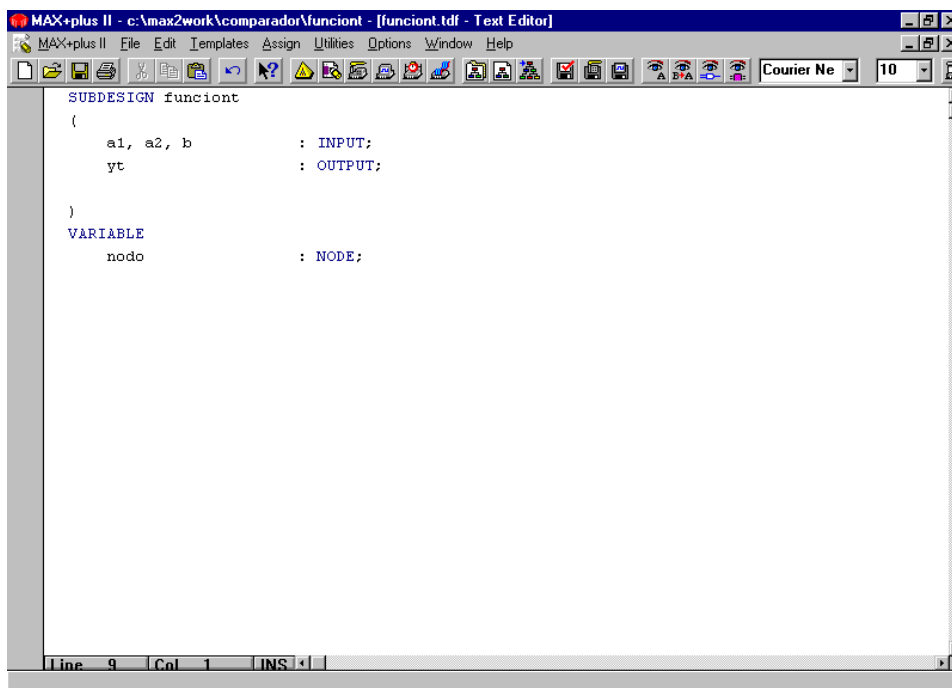 MAX+plus II - c:\max2work\comparador\funciont - [funciont.tdf - Text Editor]
MAX+plus II File Edit Templates Assign Utilities Options Window Help
Courier Ne 10
SUBDESIGN funciont
(
a1, a2, b : INPUT;
yt : OUTPUT;
)
VARIABLE
nodo : NODE;
Line 9 Col 1 INS